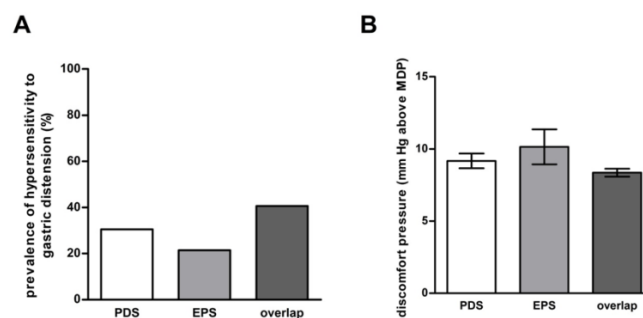 A
prevalence of hypersensitivity to
gastric distension (%)
100
80
60
40
20
0
PDS EPS overlap
B
discomfort pressure (mm Hg above MDP)
15
10
5
0
PDS EPS overlap